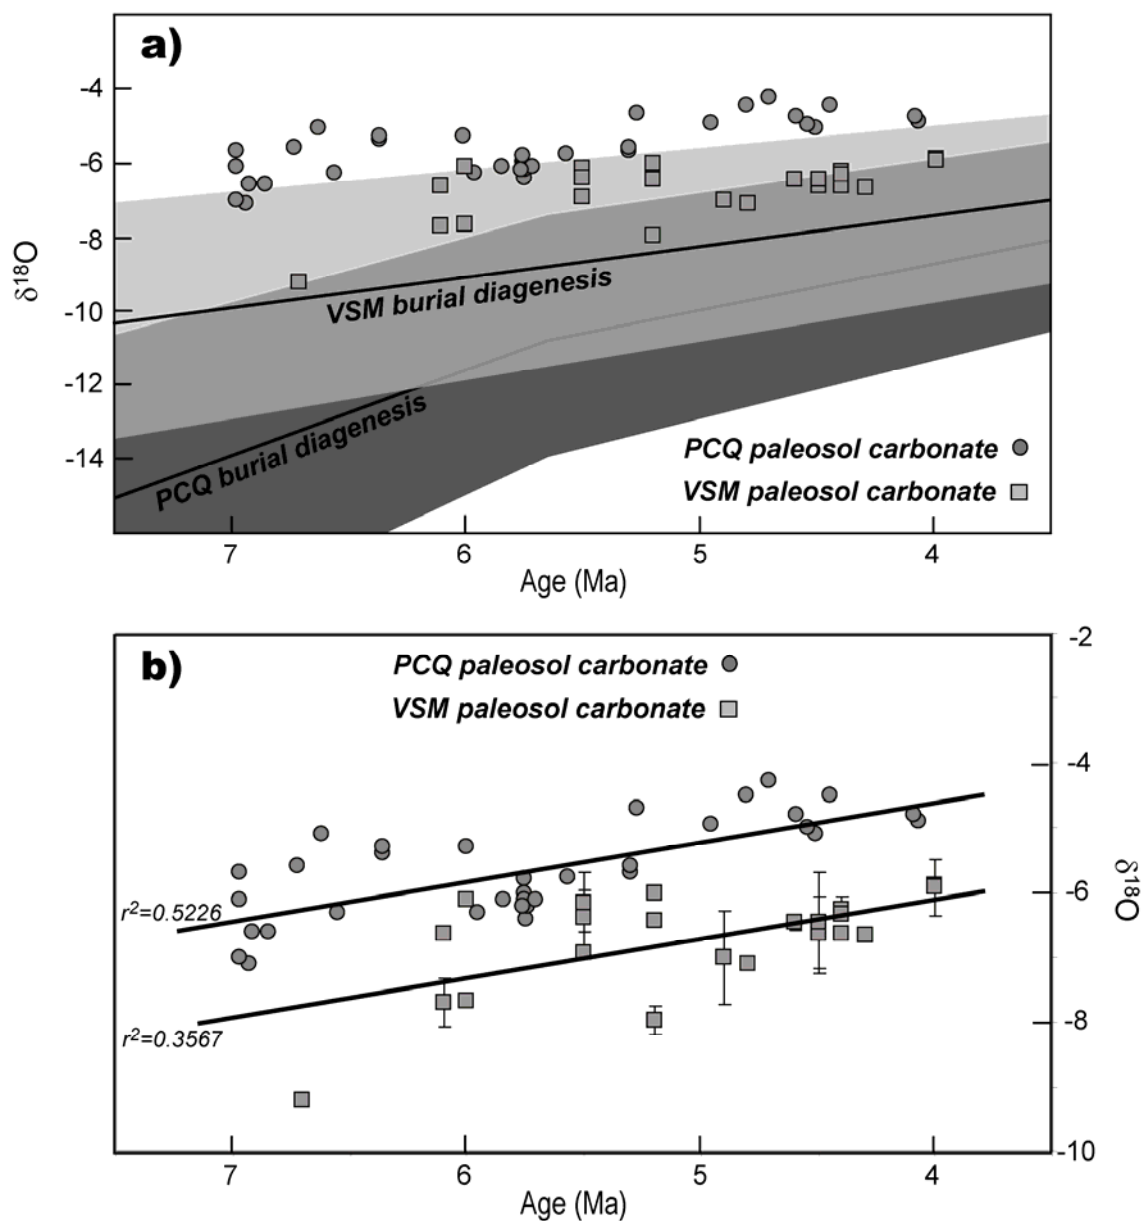 a)
-4
-6
-8
-10
-12
-14
δ18O
VSM burial diagenesis
PCQ burial diagenesis
PCQ paleosol carbonate
VSM paleosol carbonate
7 6 5 4
Age (Ma)
b)
PCQ paleosol carbonate
VSM paleosol carbonate
-2
-4
-6
-8
-10
δ18O
r2=0.5226
r2=0.3567
7 6 5 4
Age (Ma)